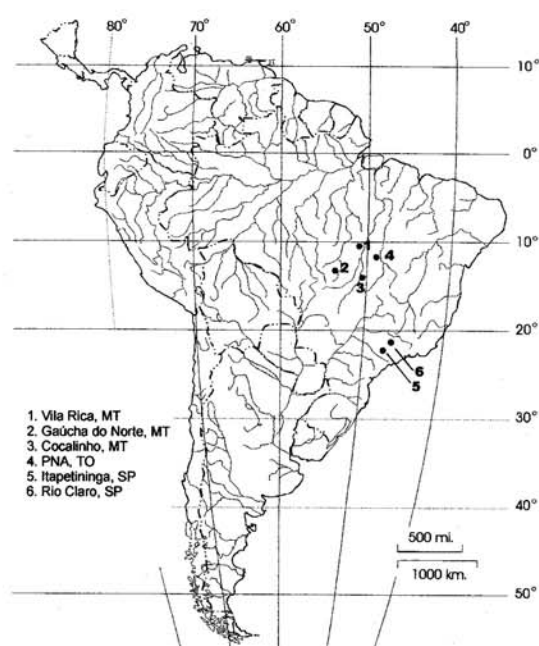 80° 70° 60° 50° 40°
10°
0°
10°
20°
30°
40°
50°
1
2
3
4
6
5
1. Vila Rica, MT
2. Gaúcha do Norte, MT
3. Cocalinho, MT
4. PNA, TO
5. Itapetininga, SP
6. Rio Claro, SP
500 mi.
1000 km.